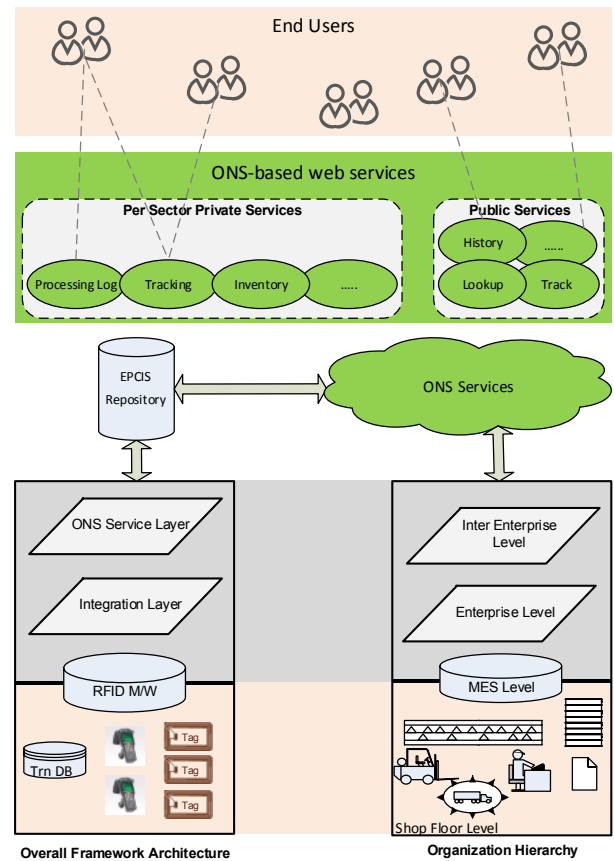 End Users
ONS-based web services
Per Sector Private Services
Public Services
History
......
Processing Log
Tracking
Inventory
.....
Lookup
Track
EPCIS
Repository
ONS Services
ONS Service Layer
Inter Enterprise
Level
Integration Layer
Enterprise Level
RFID M/W
MES Level
Tag
Trn DB
Tag
Tag
Shop Floor Level
Overall Framework Architecture
Organization Hierarchy